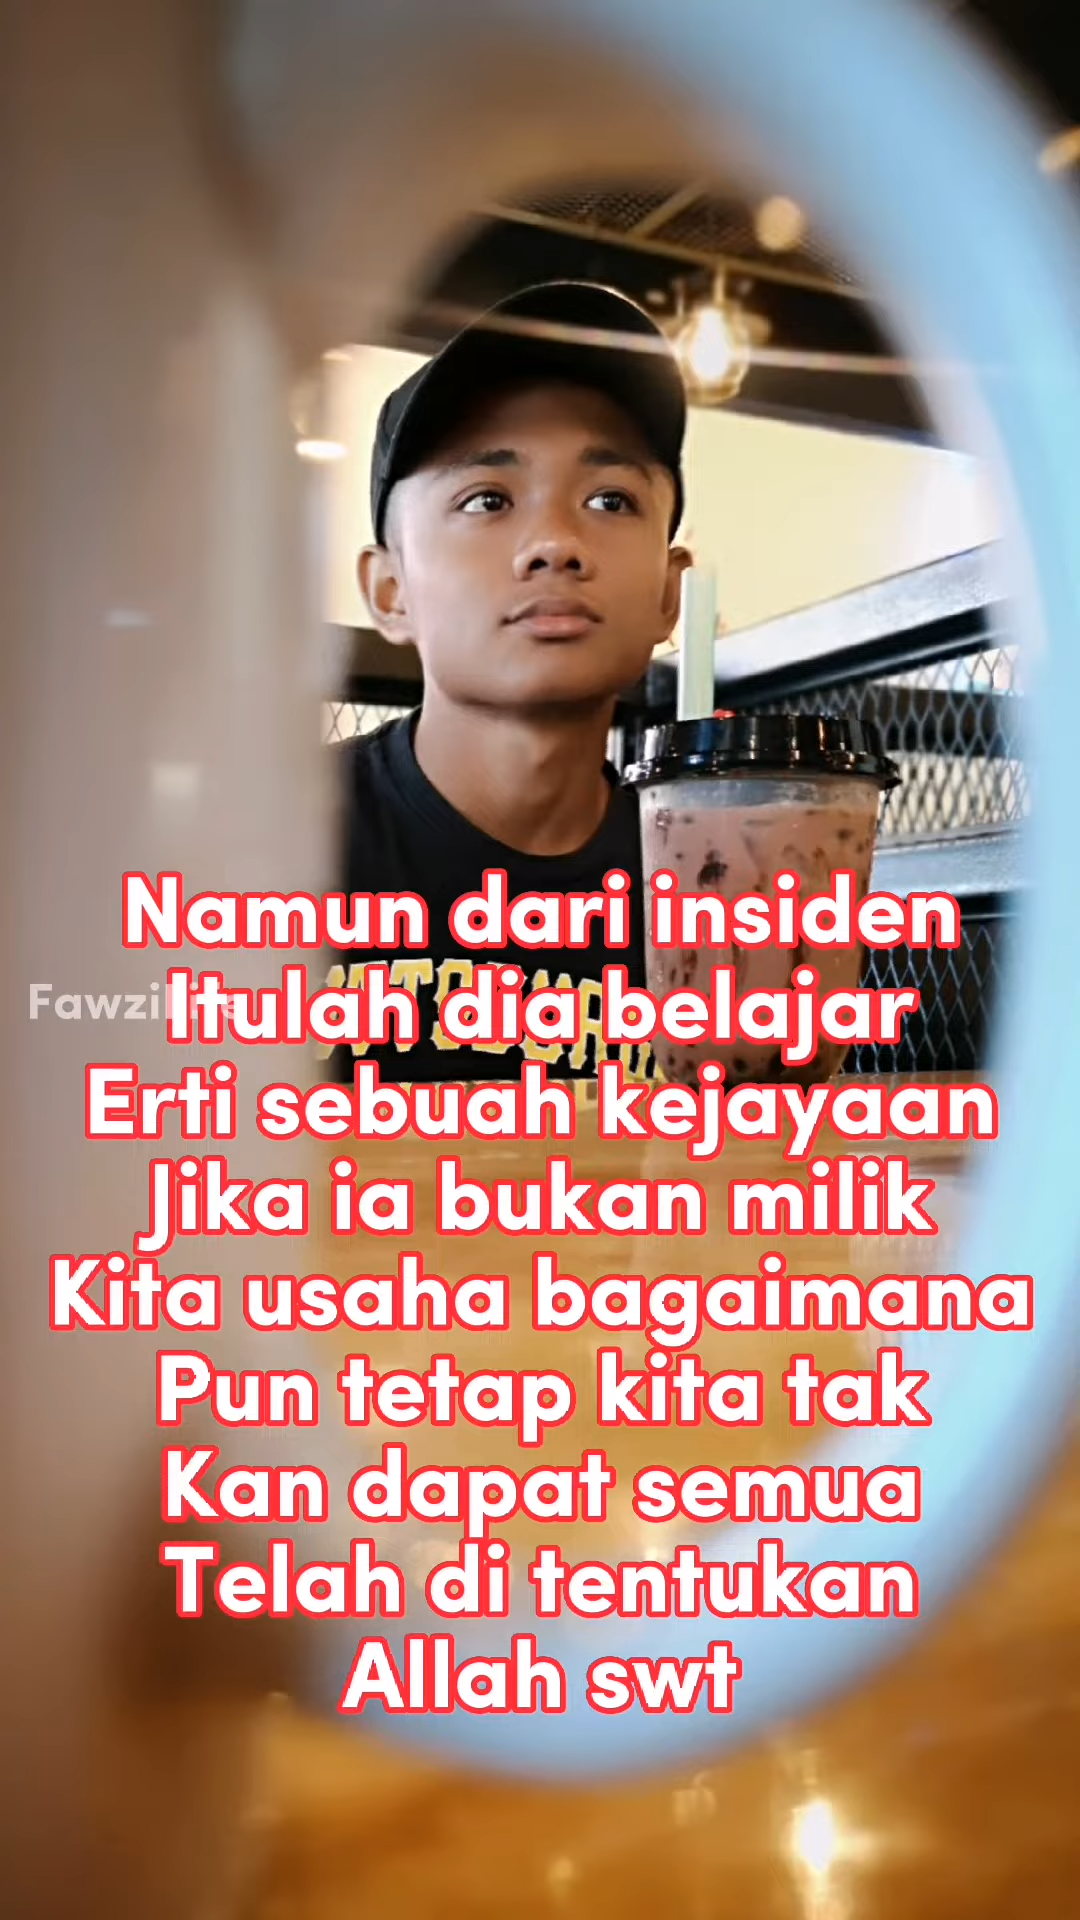 Namun dari insiden
Itulah dia belajar
Erti sebuah kejayaan
Jika ia bukan milik
Kita usaha bagaimana
Pun tetap kita tak
Kan dapat semua
Telah di tentukan
Allah swt